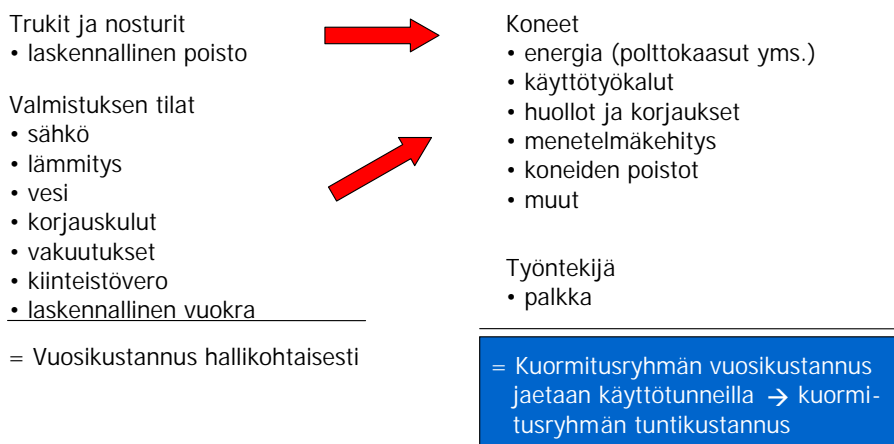 Trukit ja nosturit
• laskennallinen poisto
Valmistuksen tilat
• sähkö
• lämmitys
• vesi
• korjauskulut
• vakuutukset
• kiinteistövero
• laskennallinen vuokra
= Vuosikustannus hallikohtaisesti
Koneet
• energia (polttokaasut yms.)
• käyttötyökalut
• huollot ja korjaukset
• menetelmäkehitys
• koneiden poistot
• muut
Työntekijä
• palkka
= Kuormitusryhmän vuosikustannus
jaetaan käyttötunneilla → kuormi-
tusryhmän tuntikustannus